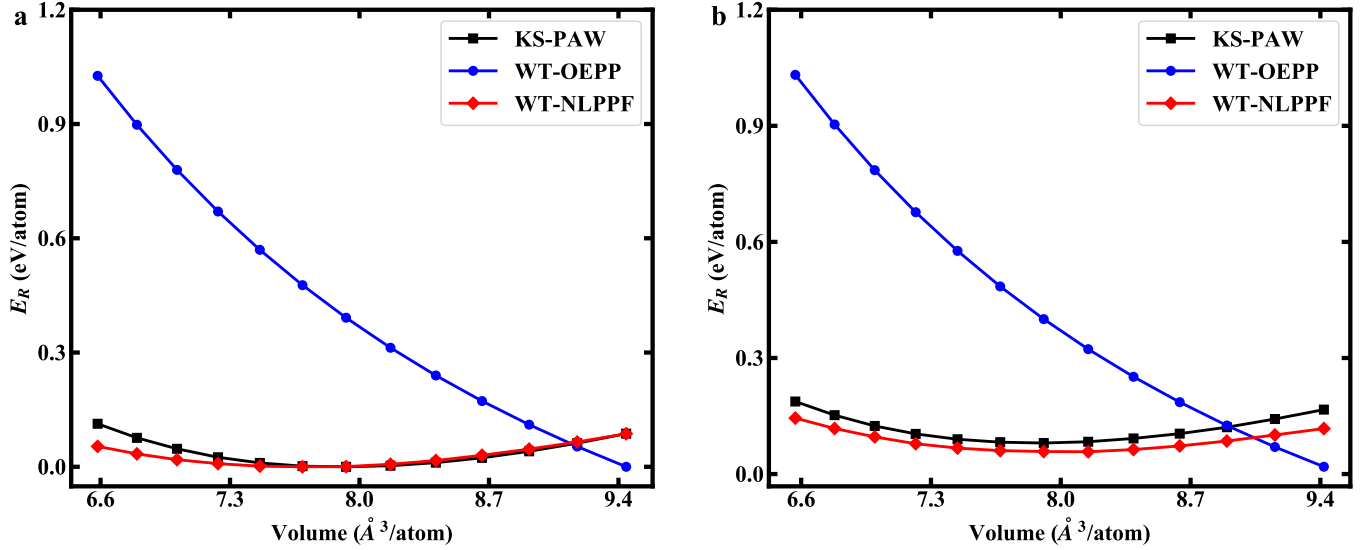 a
1.2
0.9
0.6
0.3
0.0
E_R (eV/atom)
KS-PAW
WT-OEPP
WT-NLPPF
6.6 7.3 8.0 8.7 9.4
Volume (Å ³/atom)
b
1.2
0.9
0.6
0.3
0.0
E_R (eV/atom)
KS-PAW
WT-OEPP
WT-NLPPF
6.6 7.3 8.0 8.7 9.4
Volume (Å ³/atom)